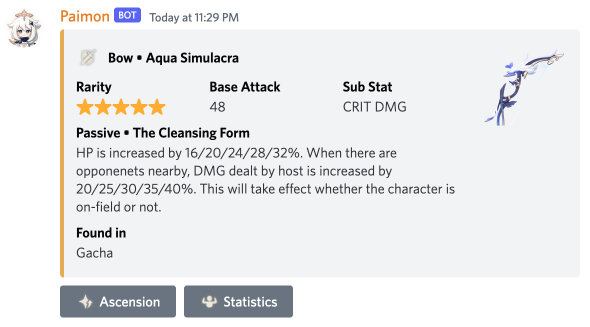 Paimon BOT Today at 11:29 PM
Bow • Aqua Simulacra
Rarity Base Attack Sub Stat
48 CRIT DMG
Passive • The Cleansing Form
HP is increased by 16/20/24/28/32%. When there are
opponenets nearby, DMG dealt by host is increased by
20/25/30/35/40%. This will take effect whether the character is
on-field or not.
Found in
Gacha
Ascension Statistics